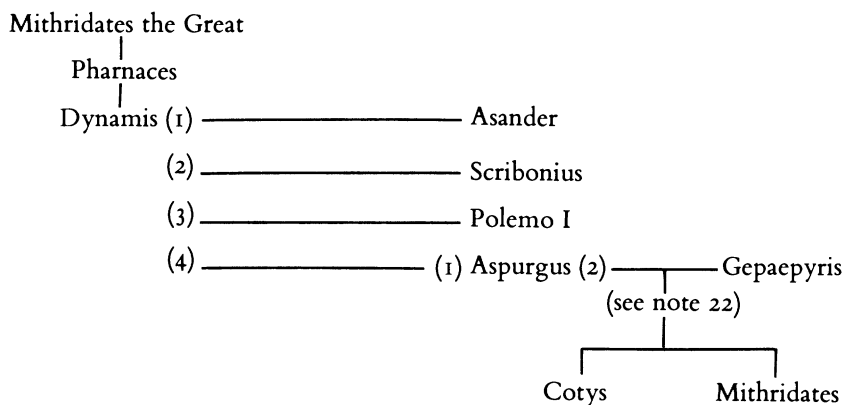 Mithridates the Great
Pharnaces
Dynamis (1) Asander
(2) Scribonius
(3) Polemo I
(4) (1) Aspurgus (2) Gepaepyris
(see note 22)
Cotys Mithridates